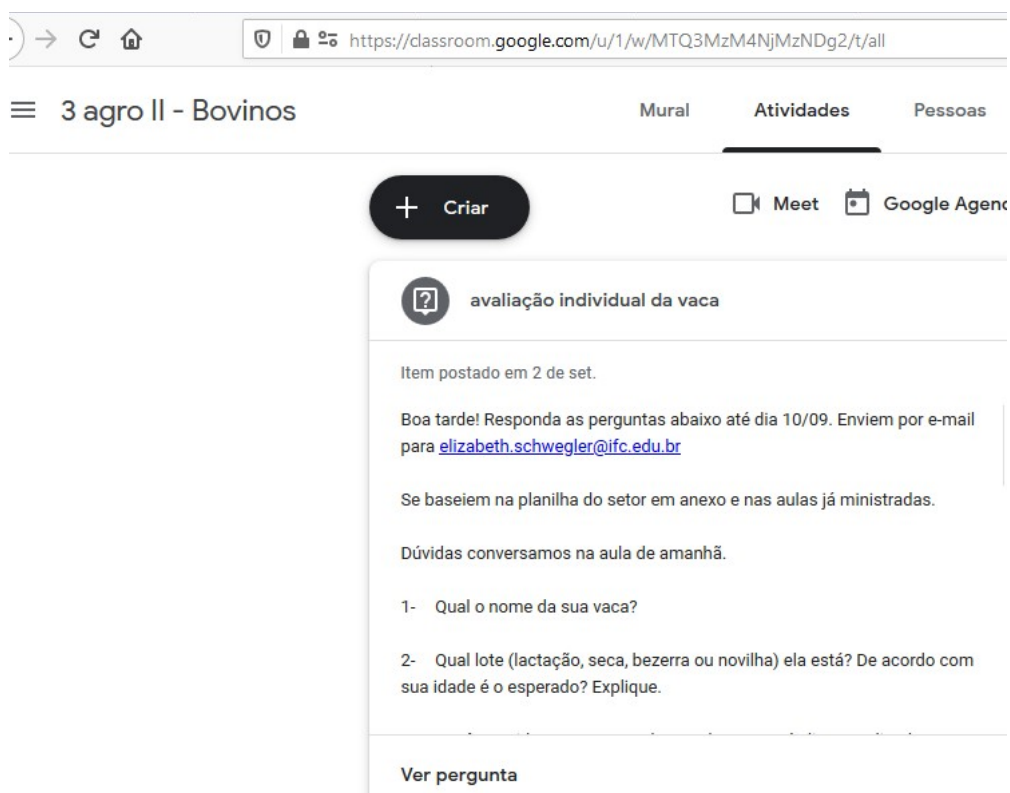 https://classroom.google.com/u/1/w/MTQ3MzM4NjMzNDg2/t/all
3 agro II - Bovinos
Mural Atividades Pessoas
+ Criar
Meet Google Agend
avaliação individual da vaca
Item postado em 2 de set.
Boa tarde! Responda as perguntas abaixo até dia 10/09. Enviem por e-mail
para elizabeth.schwegler@ifc.edu.br
Se baseiem na planilha do setor em anexo e nas aulas já ministradas.
Dúvidas conversamos na aula de amanhã.
1- Qual o nome da sua vaca?
2- Qual lote (lactação, seca, bezerra ou novilha) ela está? De acordo com
sua idade é o esperado? Explique.
Ver pergunta